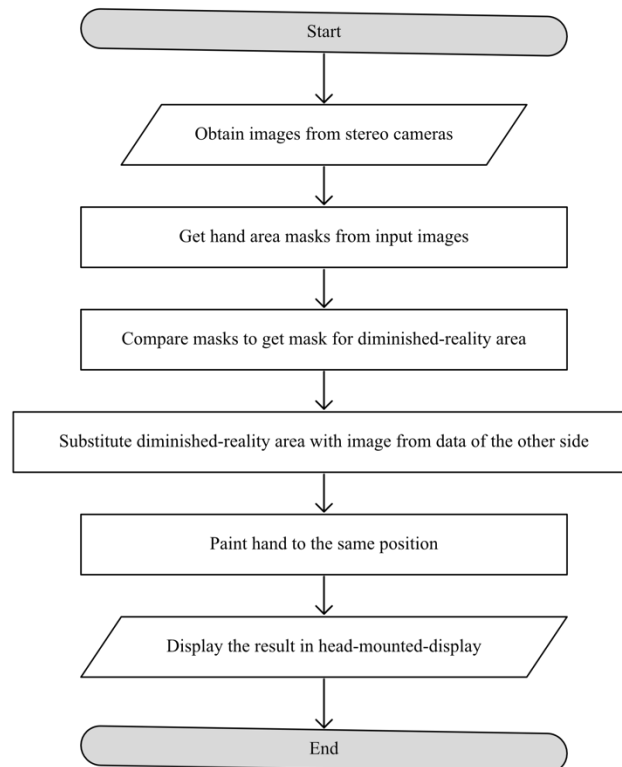 Start
Obtain images from stereo cameras
Get hand area masks from input images
Compare masks to get mask for diminished-reality area
Substitute diminished-reality area with image from data of the other side
Paint hand to the same position
Display the result in head-mounted-display
End